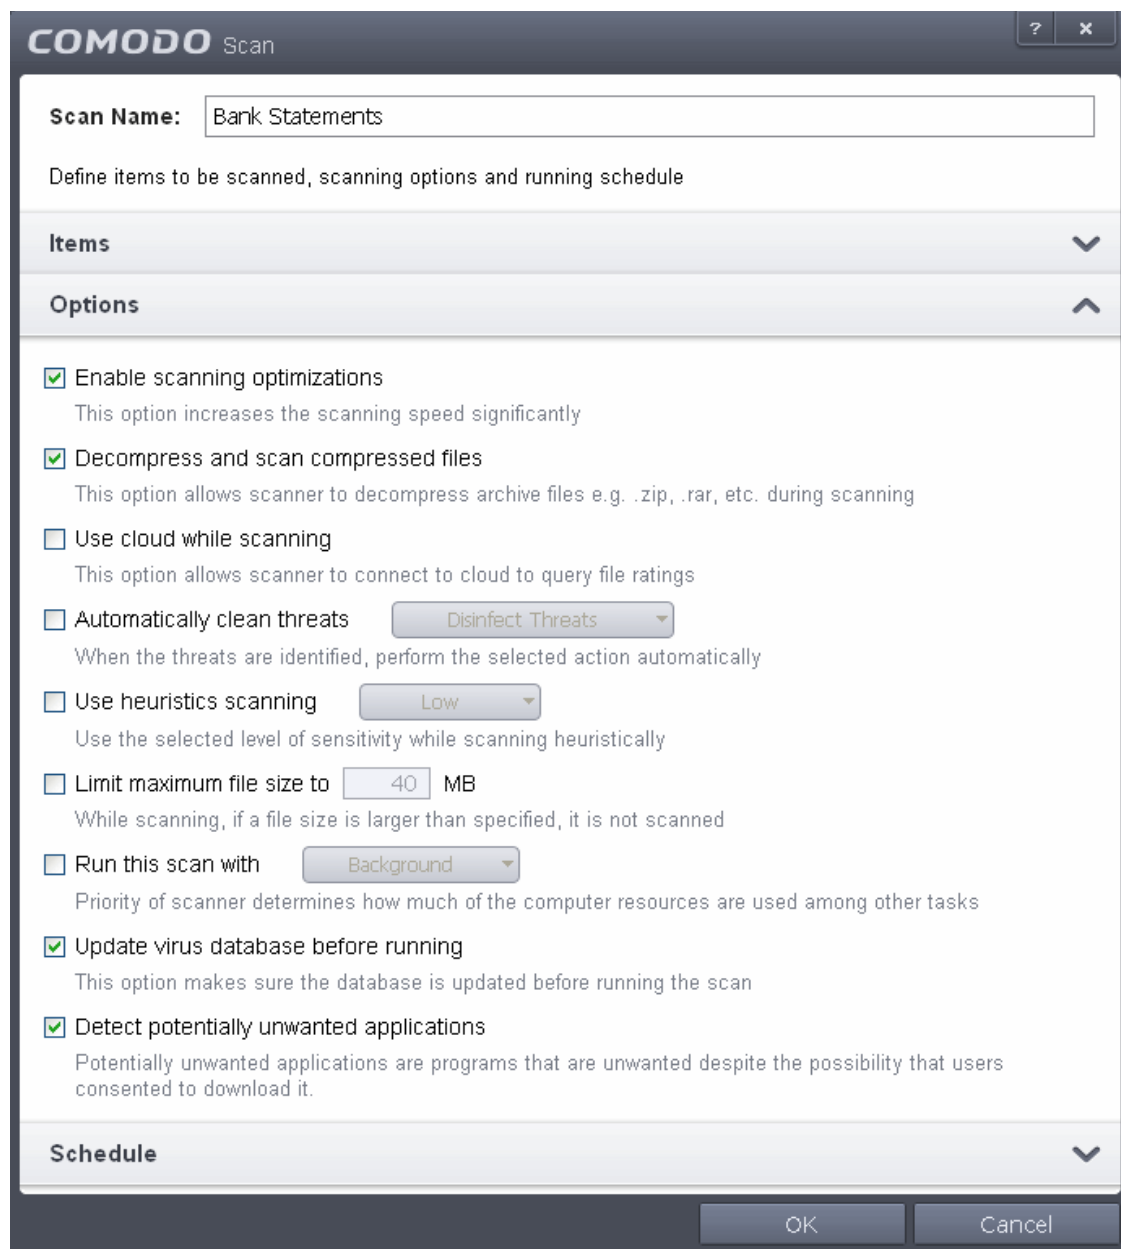 COMODO Scan
?
Scan Name: Bank Statements
Define items to be scanned, scanning options and running schedule
Items
Options
Enable scanning optimizations
This option increases the scanning speed significantly
Decompress and scan compressed files
This option allows scanner to decompress archive files e.g. .zip, .rar, etc. during scanning
Use cloud while scanning
This option allows scanner to connect to cloud to query file ratings
Automatically clean threats Disinfect Threats
When the threats are identified, perform the selected action automatically
Use heuristics scanning Low
Use the selected level of sensitivity while scanning heuristically
Limit maximum file size to 40 MB
While scanning, if a file size is larger than specified, it is not scanned
Run this scan with Background
Priority of scanner determines how much of the computer resources are used among other tasks
Update virus database before running
This option makes sure the database is updated before running the scan
Detect potentially unwanted applications
Potentially unwanted applications are programs that are unwanted despite the possibility that users
consented to download it.
Schedule
OK Cancel